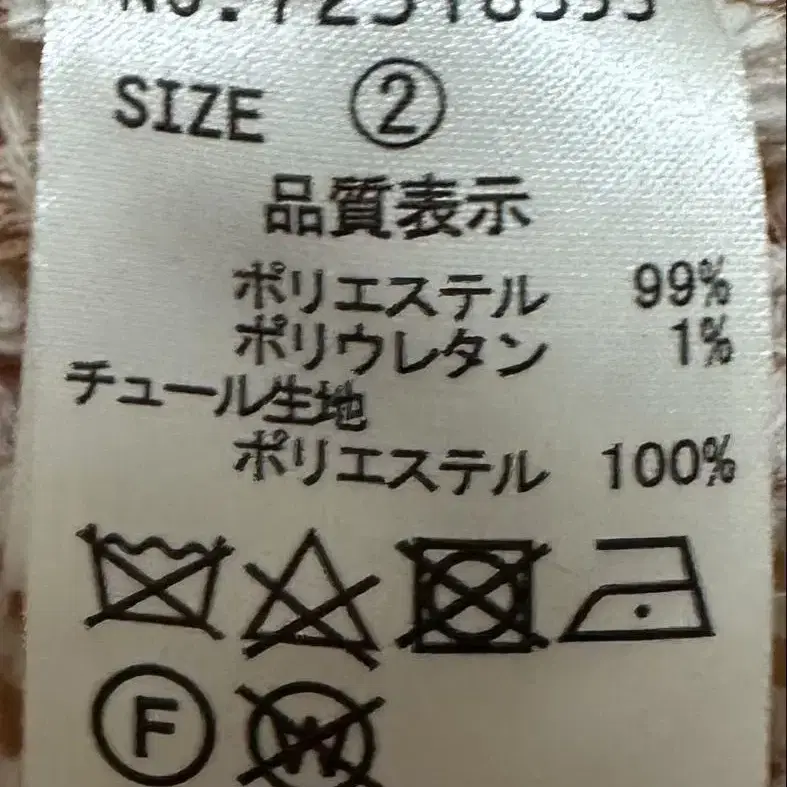 SIZE ②
品質表示
ポリエステル 99%
ポリウレタン 1%
チュール生地
ポリエステル 100%
F W